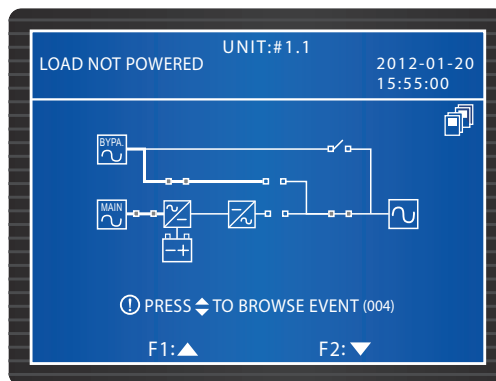 UNIT:#1.1
LOAD NOT POWERED
2012-01-20
15:55:00
BYPA.
MAIN
PRESS TO BROWSE EVENT (004)
F1:
F2: